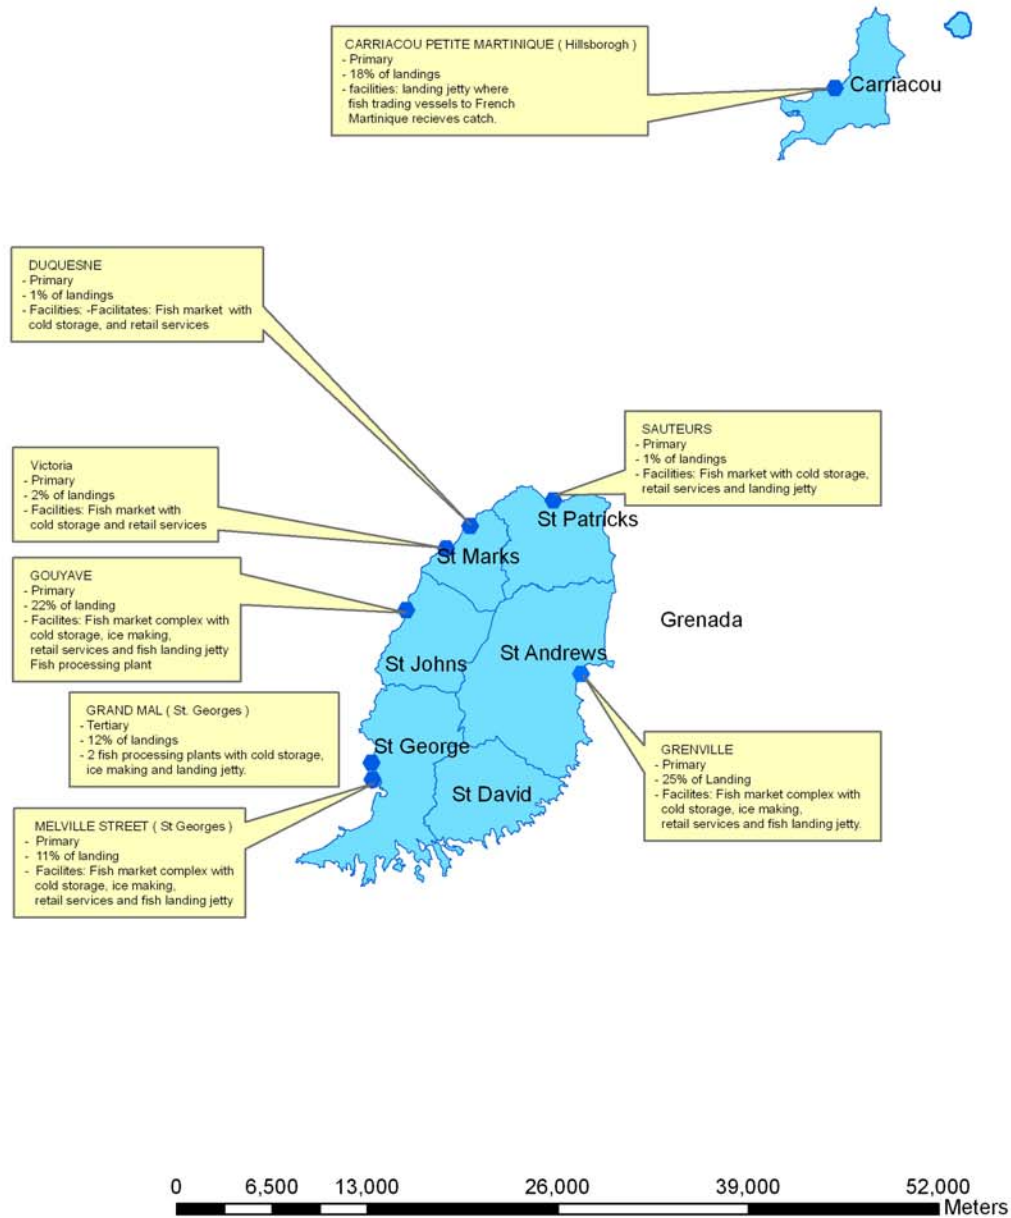 CARRIACOU PETITE MARTINIQUE ( Hillsborogh )
- Primary
- 18% of landings
- facilities: landing jetty where
fish trading vessels to French
Martinique recieves catch.
Carriacou
DUQUESNE
- Primary
- 1% of landings
- Facilities: -Facilitates: Fish market with
cold storage, and retail services
SAUTEURS
- Primary
- 1% of landings
- Facilities: Fish market with cold storage,
retail services and landing jetty
Victoria
- Primary
- 2% of landings
- Facilities: Fish market with
cold storage and retail services
St Patricks
St Marks
GOUYAVE
- Primary
- 22% of landing
- Facilites: Fish market complex with
cold storage, ice making,
retail services and fish landing jetty
Fish processing plant
Grenada
St Andrews
St Johns
GRAND MAL ( St. Georges )
- Tertiary
- 12% of landings
- 2 fish processing plants with cold storage,
ice making and landing jetty.
St George
GRENVILLE
- Primary
- 25% of Landing
- Facilites: Fish market complex with
cold storage, ice making,
retail services and fish landing jetty.
St David
MELVILLE STREET ( St Georges )
- Primary
- 11% of landing
- Facilites: Fish market complex with
cold storage, ice making,
retail services and fish landing jetty
0 6,500 13,000 26,000 39,000 52,000
Meters